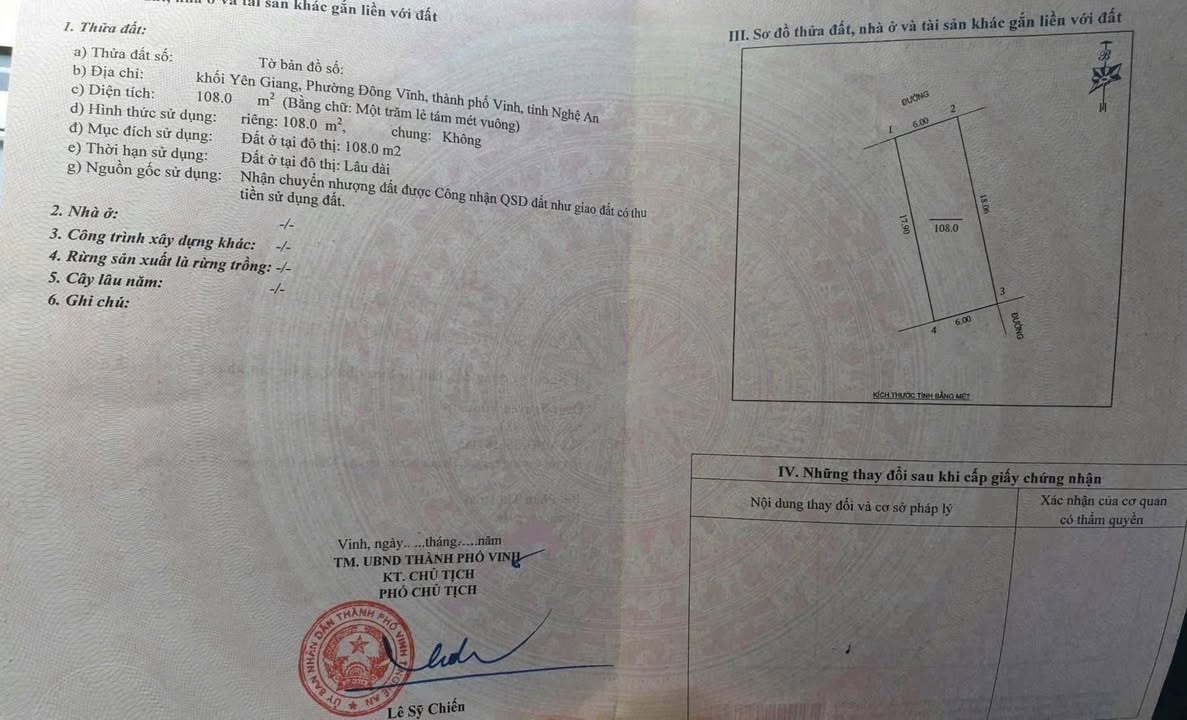 nhà ở và tài sản khác gắn liền với đất
1. Thửa đất:
a) Thửa đất số: Tờ bản đồ số:
b) Địa chỉ: khối Yên Giang, Phường Đông Vĩnh, thành phố Vinh, tỉnh Nghệ An
c) Diện tích: 108.0 m² (Bằng chữ: Một trăm lẻ tám mét vuông)
d) Hình thức sử dụng: riêng: 108.0 m², chung: Không
đ) Mục đích sử dụng: Đất ở tại đô thị: 108.0 m2
e) Thời hạn sử dụng: Đất ở tại đô thị: Lâu dài
g) Nguồn gốc sử dụng: Nhận chuyển nhượng đất được Công nhận QSD đất như giao đất có thu
tiền sử dụng đất.
2. Nhà ở: -/-
3. Công trình xây dựng khác: -/-
4. Rừng sản xuất là rừng trồng: -/-
5. Cây lâu năm: -/-
6. Ghi chú:
Vinh, ngày.. ...tháng.....năm
TM. UBND THÀNH PHỐ VINH
KT. CHỦ TỊCH
PHÓ CHỦ TỊCH
ỦY BAN NHÂN DÂN THÀNH PHỐ VINH
NGHỆ AN
Lê Sỹ Chiến
III. Sơ đồ thửa đất, nhà ở và tài sản khác gắn liền với đất
B
ĐƯỜNG
1
6.00
2
17.90
108.0
18.06
3
4
6.00
ĐƯỜNG
KÍCH THƯỚC TÍNH BẰNG MÉT
IV. Những thay đổi sau khi cấp giấy chứng nhận
Nội dung thay đổi và cơ sở pháp lý
Xác nhận của cơ quan
có thẩm quyền